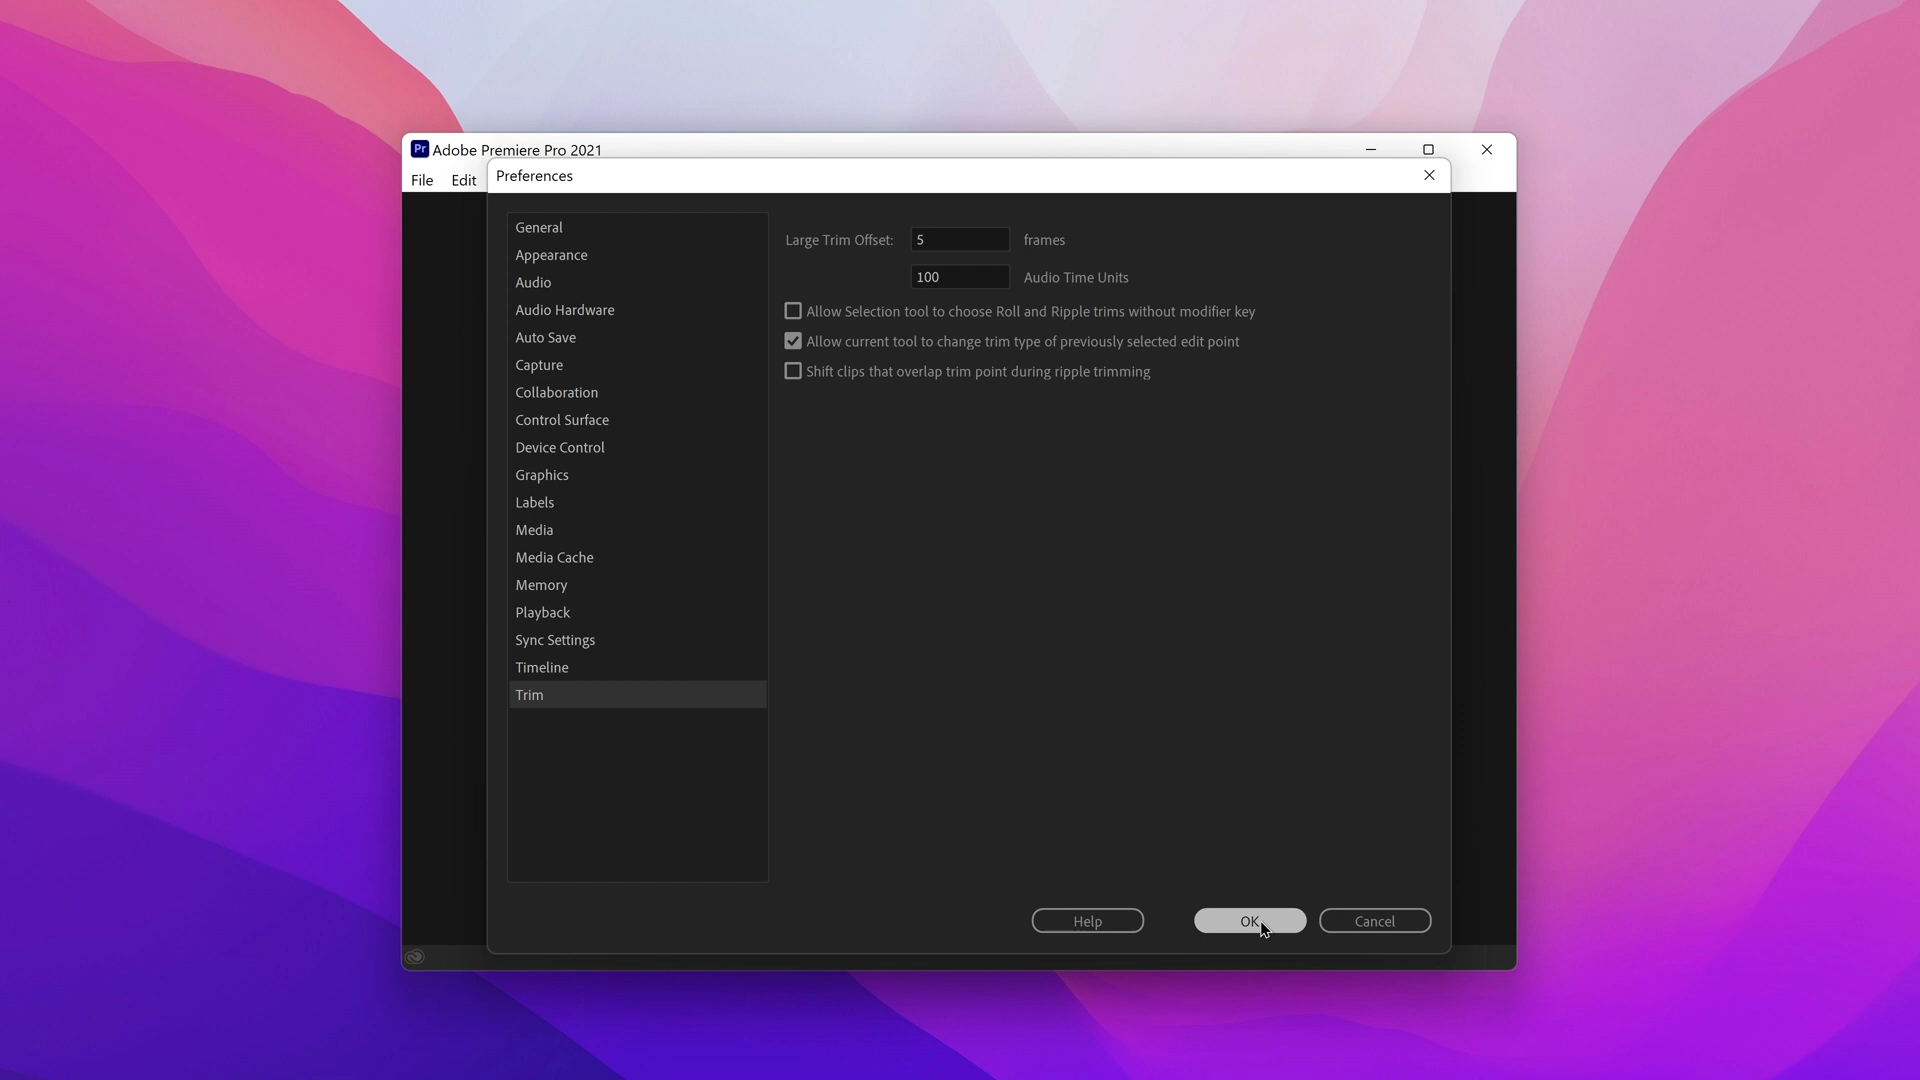 Pr Adobe Premiere Pro 2021
File Edit
Preferences
General
Appearance
Audio
Audio Hardware
Auto Save
Capture
Collaboration
Control Surface
Device Control
Graphics
Labels
Media
Media Cache
Memory
Playback
Sync Settings
Timeline
Trim
Large Trim Offset: 5 frames
100 Audio Time Units
Allow Selection tool to choose Roll and Ripple trims without modifier key
Allow current tool to change trim type of previously selected edit point
Shift clips that overlap trim point during ripple trimming
Help OK Cancel